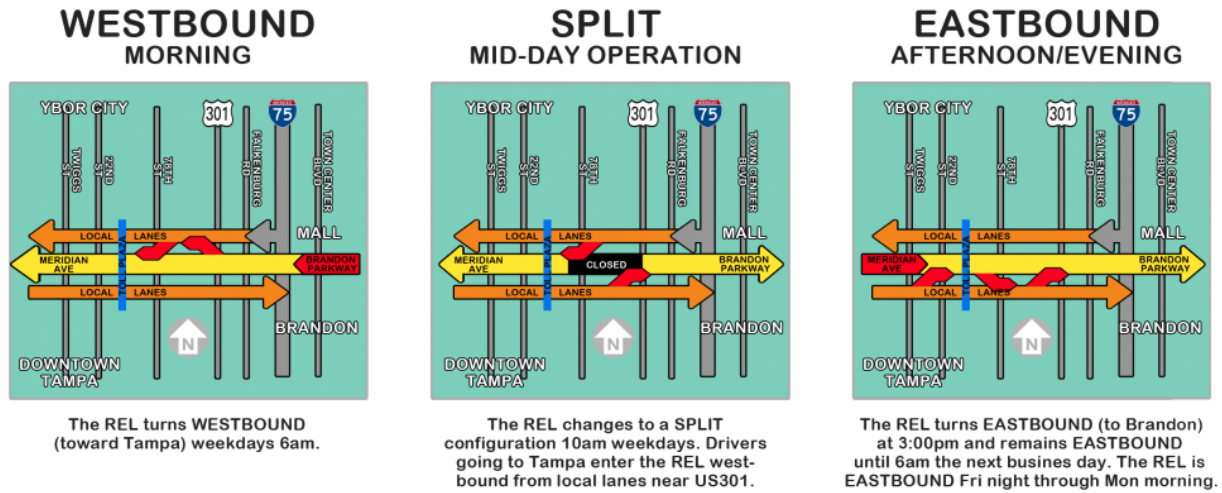 WESTBOUND
MORNING
YBOR CITY
301
75
TWIGGS ST
22ND ST
78TH ST
FALKENBURG RD
TOWN CENTER BLVD
LOCAL LANES
MALL
MERIDIAN AVE
TOLL PLAZA
BRANDON PARKWAY
LOCAL LANES
BRANDON
N
DOWNTOWN
TAMPA
The REL turns WESTBOUND
(toward Tampa) weekdays 6am.
SPLIT
MID-DAY OPERATION
YBOR CITY
301
75
TWIGGS ST
22ND ST
78TH ST
FALKENBURG RD
TOWN CENTER BLVD
LOCAL LANES
MALL
MERIDIAN AVE
TOLL PLAZA
CLOSED
BRANDON PARKWAY
LOCAL LANES
BRANDON
N
DOWNTOWN
TAMPA
The REL changes to a SPLIT
configuration 10am weekdays. Drivers
going to Tampa enter the REL west-
bound from local lanes near US301.
EASTBOUND
AFTERNOON/EVENING
YBOR CITY
301
75
TWIGGS ST
22ND ST
78TH ST
FALKENBURG RD
TOWN CENTER BLVD
LOCAL LANES
MALL
MERIDIAN AVE
TOLL PLAZA
BRANDON PARKWAY
LOCAL LANES
BRANDON
N
DOWNTOWN
TAMPA
The REL turns EASTBOUND (to Brandon)
at 3:00pm and remains EASTBOUND
until 6am the next busines day. The REL is
EASTBOUND Fri night through Mon morning.